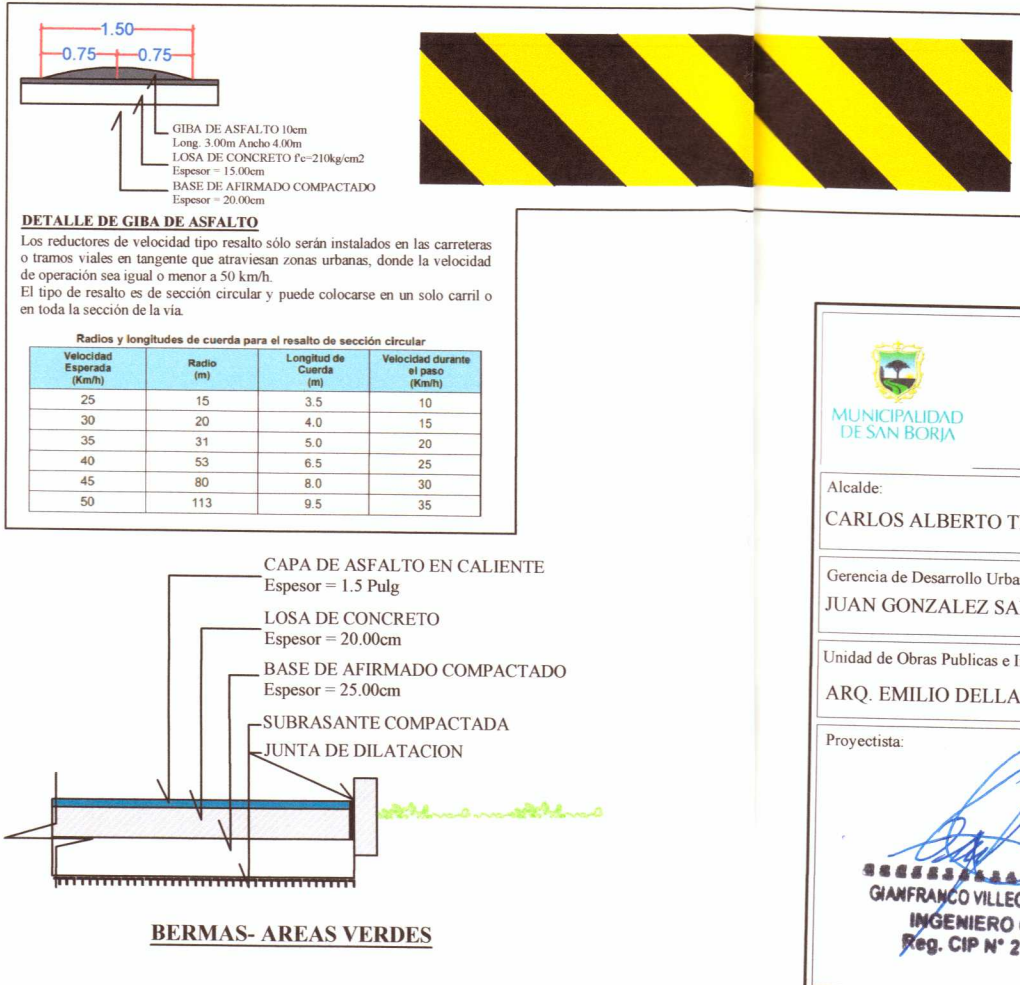 1.50
0.75 0.75
GIBA DE ASFALTO 10cm
Long. 3.00m Ancho 4.00m
LOSA DE CONCRETO f'c=210kg/cm2
Espesor = 15.00cm
BASE DE AFIRMADO COMPACTADO
Espesor = 20.00cm
DETALLE DE GIBA DE ASFALTO
Los reductores de velocidad tipo resalto sólo serán instalados en las carreteras
o tramos viales en tangente que atraviesan zonas urbanas, donde la velocidad
de operación sea igual o menor a 50 km/h.
El tipo de resalto es de sección circular y puede colocarse en un solo carril o
en toda la sección de la vía.
Radios y longitudes de cuerda para el resalto de sección circular
Velocidad Esperada (Km/h) Radio (m) Longitud de Cuerda (m) Velocidad durante el paso (Km/h)
25 15 3.5 10
30 20 4.0 15
35 31 5.0 20
40 53 6.5 25
45 80 8.0 30
50 113 9.5 35
CAPA DE ASFALTO EN CALIENTE
Espesor = 1.5 Pulg
LOSA DE CONCRETO
Espesor = 20.00cm
BASE DE AFIRMADO COMPACTADO
Espesor = 25.00cm
SUBRASANTE COMPACTADA
JUNTA DE DILATACION
BERMAS- AREAS VERDES
MUNICIPALIDAD
DE SAN BORJA
Alcalde:
CARLOS ALBERTO T
Gerencia de Desarrollo Urba
JUAN GONZALEZ SA
Unidad de Obras Publicas e I
ARQ. EMILIO DELLA
Proyectista:
GIANFRANCO VILLEG
INGENIERO
Reg. CIP N° 2